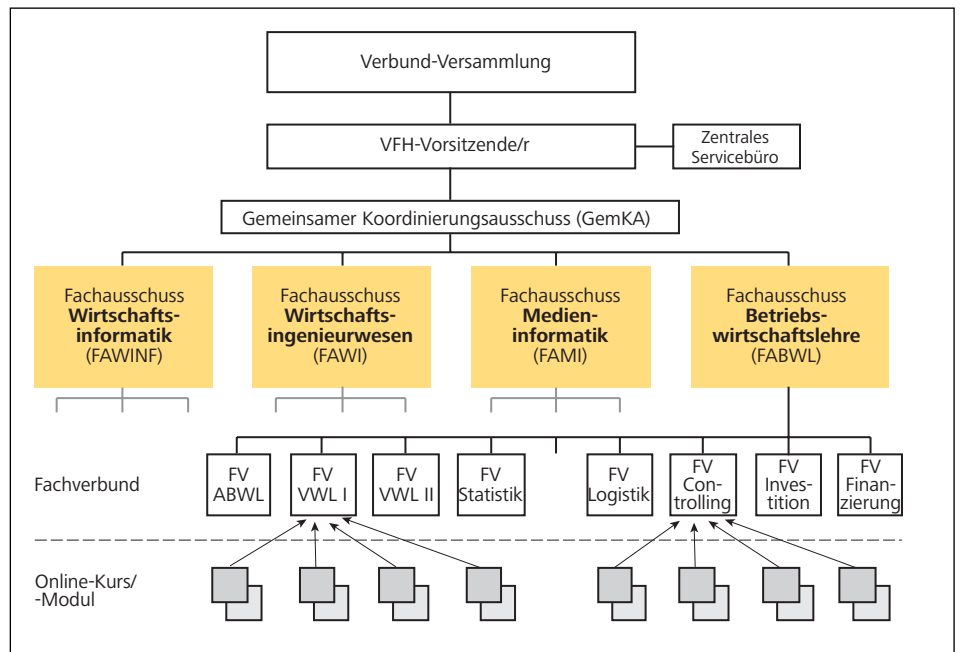 Verbund-Versammlung
VFH-Vorsitzende/r
Zentrales
Servicebüro
Gemeinsamer Koordinierungsausschuss (GemKA)
Fachausschuss
Wirtschafts-
informatik
(FAWINF)
Fachausschuss
Wirtschafts-
ingenieurwesen
(FAWI)
Fachausschuss
Medien-
informatik
(FAMI)
Fachausschuss
Betriebs-
wirtschaftslehre
(FABWL)
Fachverbund
FV
ABWL
FV
VWL I
FV
VWL II
FV
Statistik
FV
Logistik
FV
Con-
trolling
FV
Inves-
tition
FV
Finan-
zierung
Online-Kurs/
-Modul